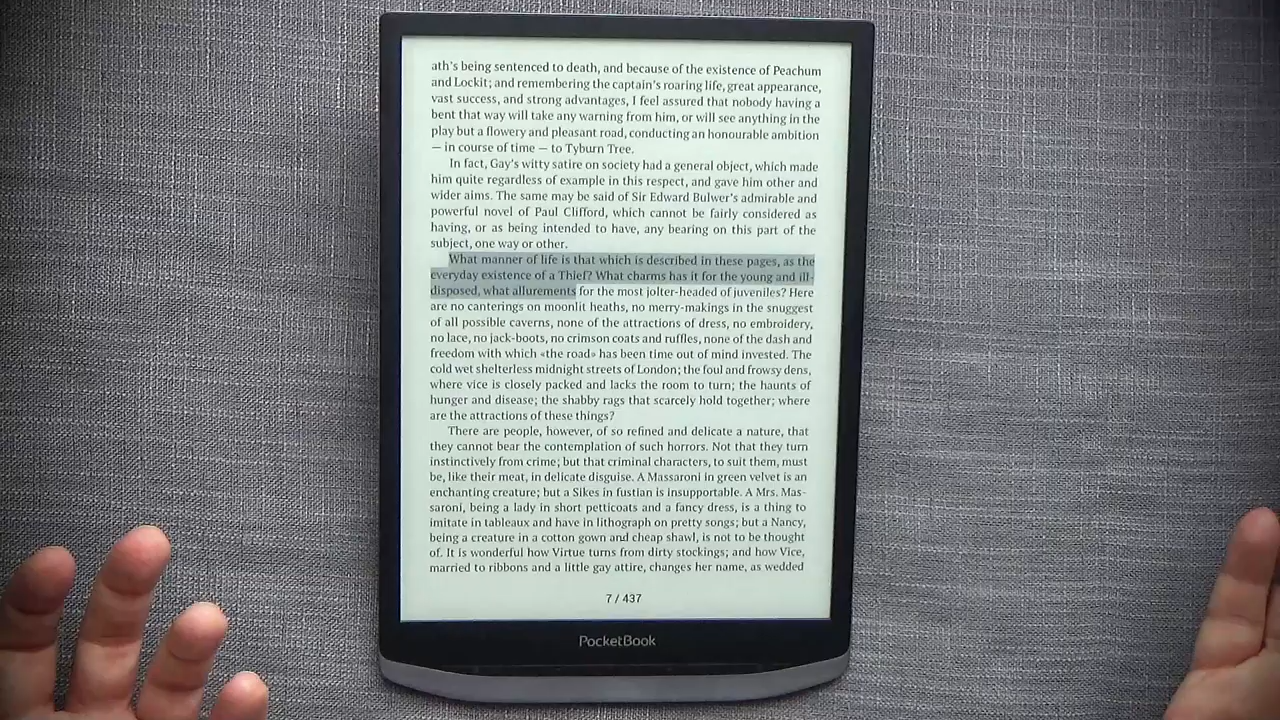 ath's being sentenced to death, and because of the existence of Peachum
and Lockit; and remembering the captain's roaring life, great appearance,
vast success, and strong advantages, I feel assured that nobody having a
bent that way will take any warning from him, or will see anything in the
play but a flowery and pleasant road, conducting an honourable ambition
— in course of time — to Tyburn Tree.
In fact, Gay's witty satire on society had a general object, which made
him quite regardless of example in this respect, and gave him other and
wider aims. The same may be said of Sir Edward Bulwer's admirable and
powerful novel of Paul Clifford, which cannot be fairly considered as
having, or as being intended to have, any bearing on this part of the
subject, one way or other.
What manner of life is that which is described in these pages, as the
everyday existence of a Thief? What charms has it for the young and ill-
disposed, what allurements for the most jolter-headed of juveniles? Here
are no canterings on moonlit heaths, no merry-makings in the snuggest
of all possible caverns, none of the attractions of dress, no embroidery,
no lace, no jack-boots, no crimson coats and ruffles, none of the dash and
freedom with which «the road» has been time out of mind invested. The
cold wet shelterless midnight streets of London; the foul and frowsy dens,
where vice is closely packed and lacks the room to turn; the haunts of
hunger and disease; the shabby rags that scarcely hold together; where
are the attractions of these things?
There are people, however, of so refined and delicate a nature, that
they cannot bear the contemplation of such horrors. Not that they turn
instinctively from crime; but that criminal characters, to suit them, must
be, like their meat, in delicate disguise. A Massaroni in green velvet is an
enchanting creature; but a Sikes in fustian is insupportable. A Mrs. Mas-
saroni, being a lady in short petticoats and a fancy dress, is a thing to
imitate in tableaux and have in lithograph on pretty songs; but a Nancy,
being a creature in a cotton gown and cheap shawl, is not to be thought
of. It is wonderful how Virtue turns from dirty stockings; and how Vice,
married to ribbons and a little gay attire, changes her name, as wedded
7 / 437
PocketBook